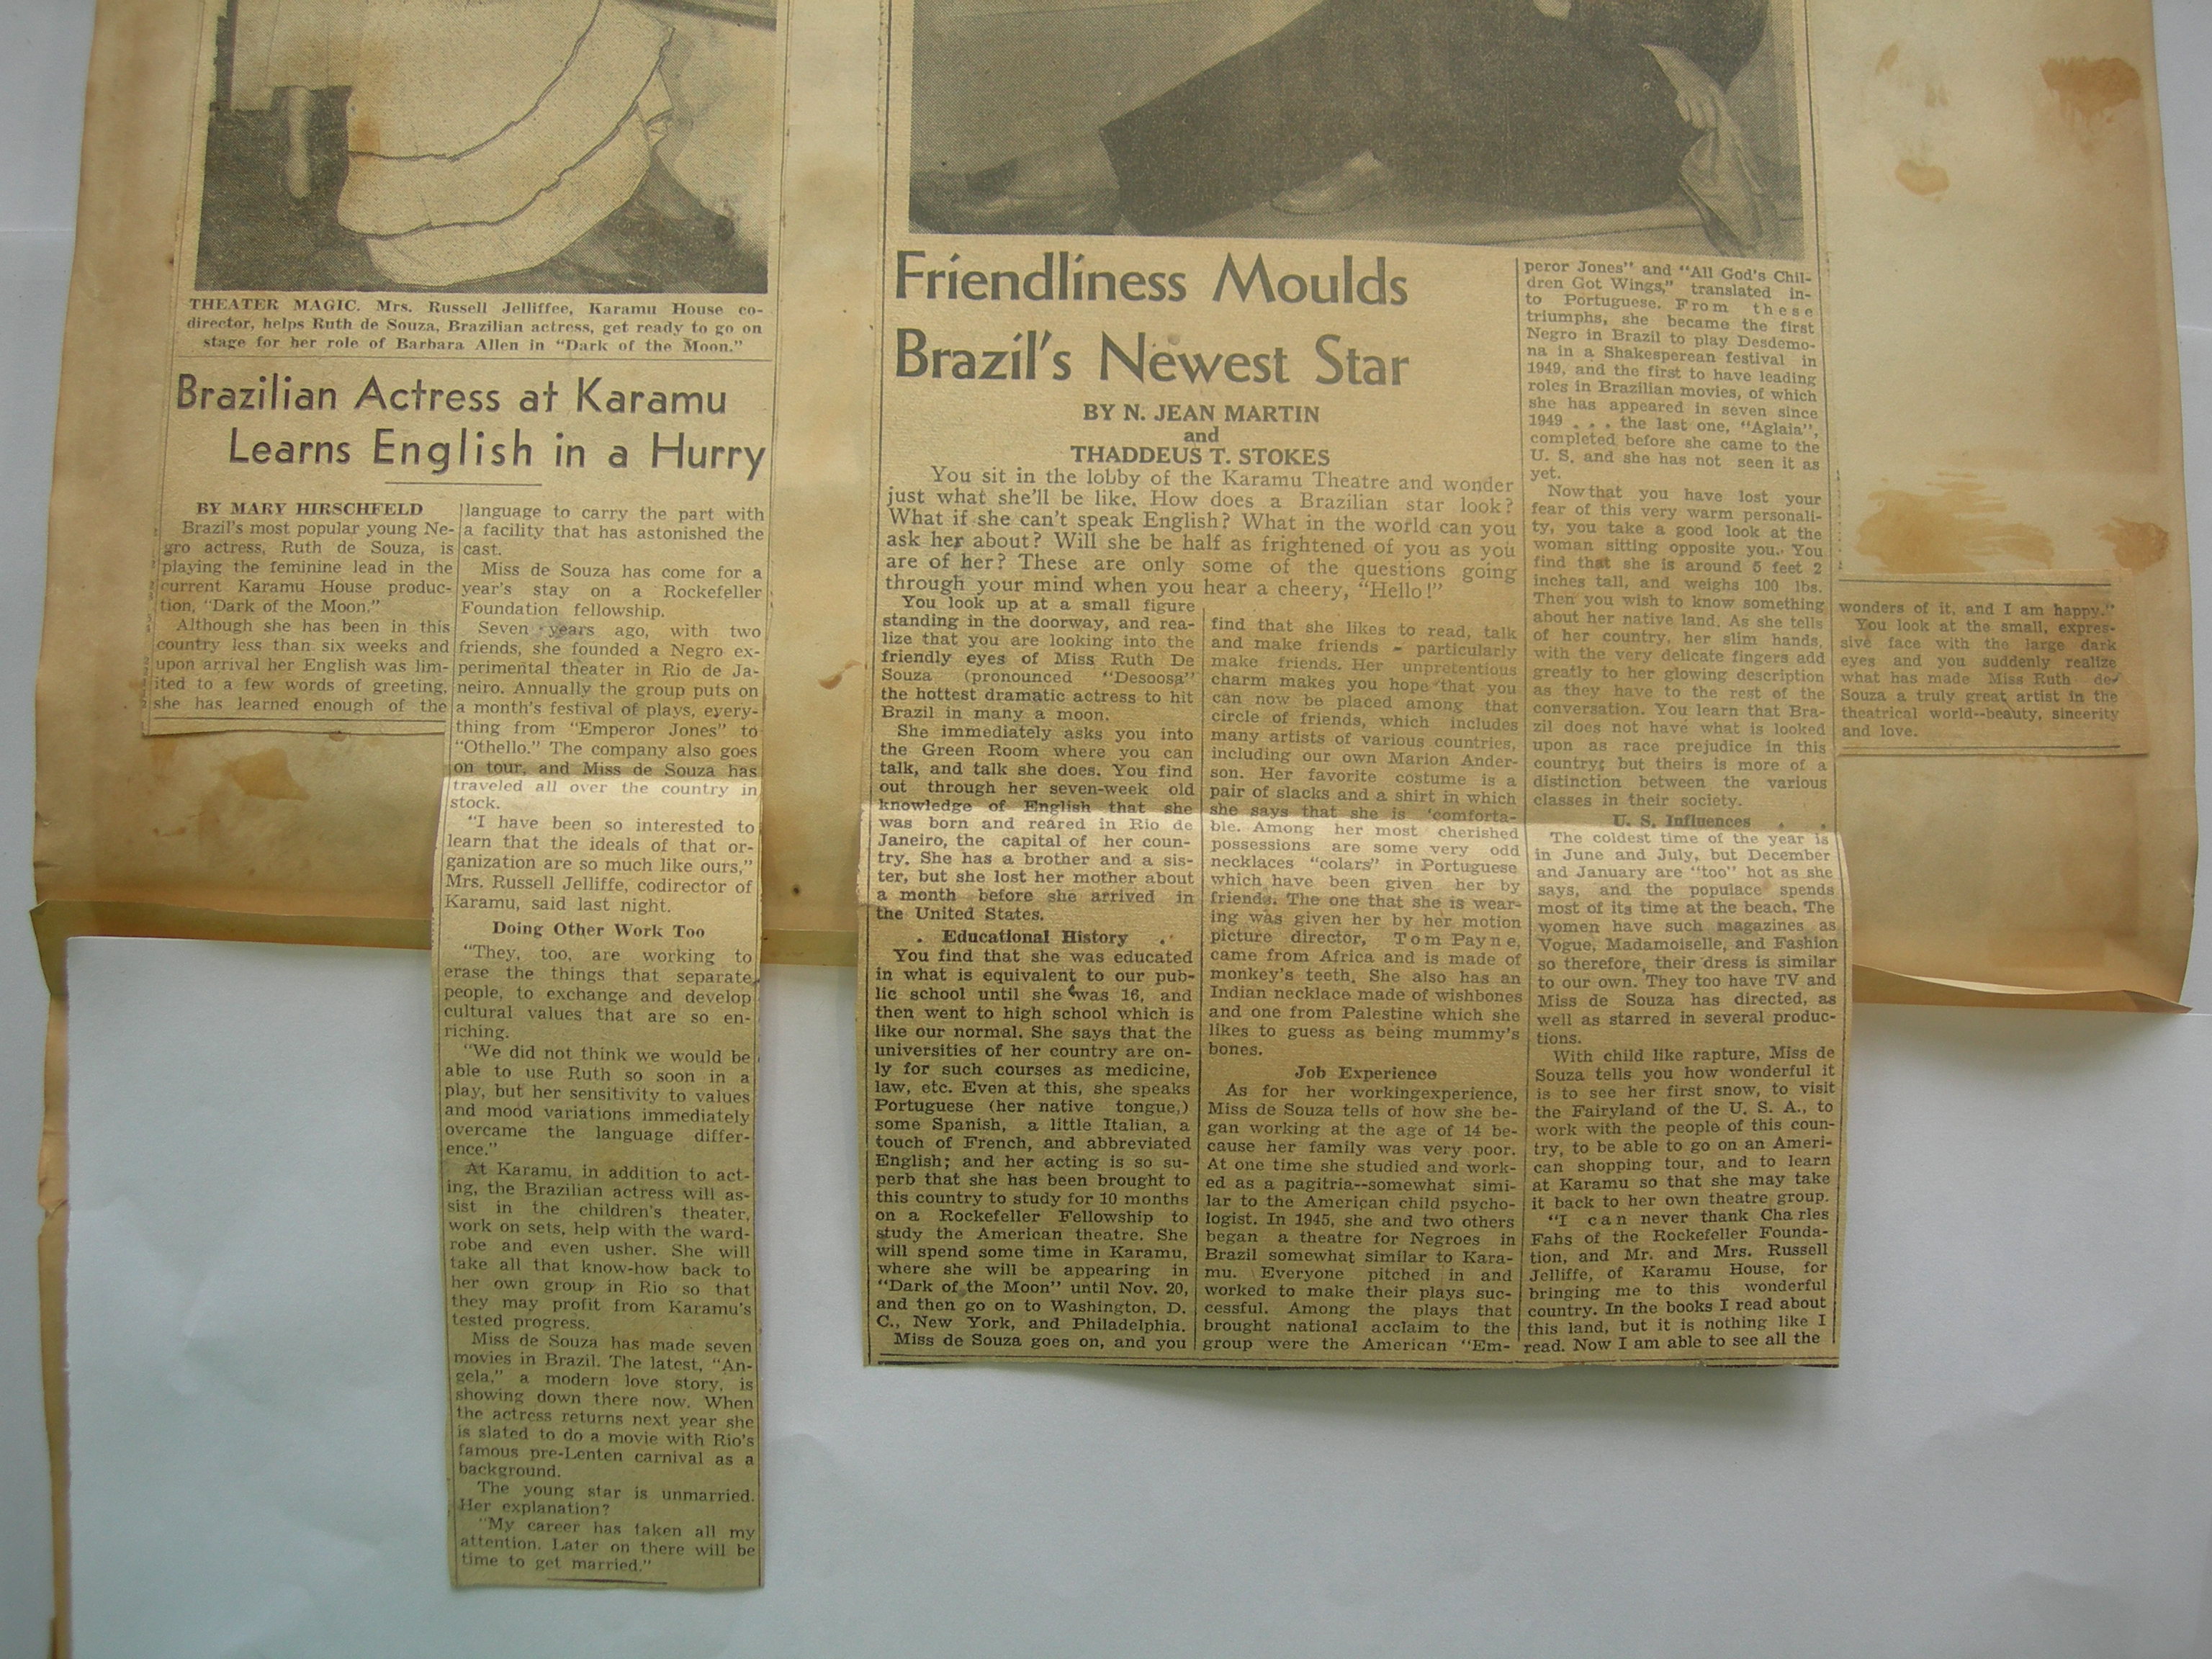 THEATER MAGIC. Mrs. Russell Jelliffee, Karamu House co-
director, helps Ruth de Souza, Brazilian actress, get ready to go on
stage for her role of Barbara Allen in "Dark of the Moon."
Brazilian Actress at Karamu
Learns English in a Hurry
BY MARY HIRSCHFELD
Brazil's most popular young Ne-
gro actress, Ruth de Souza, is
playing the feminine lead in the
current Karamu House produc-
tion, "Dark of the Moon."
Although she has been in this
country less than six weeks and
upon arrival her English was lim-
ited to a few words of greeting,
she has learned enough of the
language to carry the part with
a facility that has astonished the
cast.
Miss de Souza has come for a
year's stay on a Rockefeller
Foundation fellowship.
Seven years ago, with two
friends, she founded a Negro ex-
perimental theater in Rio de Ja-
neiro. Annually the group puts on
a month's festival of plays, every-
thing from "Emperor Jones" to
"Othello." The company also goes
on tour, and Miss de Souza has
traveled all over the country in
stock.
"I have been so interested to
learn that the ideals of that or-
ganization are so much like ours,"
Mrs. Russell Jelliffe, codirector of
Karamu, said last night.
Doing Other Work Too
"They, too, are working to
erase the things that separate
people, to exchange and develop
cultural values that are so en-
riching.
"We did not think we would be
able to use Ruth so soon in a
play, but her sensitivity to values
and mood variations immediately
overcame the language differ-
ence."
At Karamu, in addition to act-
ing, the Brazilian actress will as-
sist in the children's theater,
work on sets, help with the ward-
robe and even usher. She will
take all that know-how back to
her own group in Rio so that
they may profit from Karamu's
tested progress.
Miss de Souza has made seven
movies in Brazil. The latest, "An-
gela," a modern love story, is
showing down there now. When
the actress returns next year she
is slated to do a movie with Rio's
famous pre-Lenten carnival as a
background.
The young star is unmarried.
Her explanation?
"My career has taken all my
attention. Later on there will be
time to get married."
Friendliness Moulds
Brazil's Newest Star
BY N. JEAN MARTIN
and
THADDEUS T. STOKES
You sit in the lobby of the Karamu Theatre and wonder
just what she'll be like. How does a Brazilian star look?
What if she can't speak English? What in the world can you
ask her about? Will she be half as frightened of you as you
are of her? These are only some of the questions going
through your mind when you hear a cheery, "Hello!"
You look up at a small figure
standing in the doorway, and rea-
lize that you are looking into the
friendly eyes of Miss Ruth De
Souza (pronounced "Desoosa"
the hottest dramatic actress to hit
Brazil in many a moon.
She immediately asks you into
the Green Room where you can
talk, and talk she does. You find
out through her seven-week old
knowledge of English that she
was born and reared in Rio de
Janeiro, the capital of her coun-
try. She has a brother and a sis-
ter, but she lost her mother about
a month before she arrived in
the United States.
. Educational History .
You find that she was educated
in what is equivalent to our pub-
lic school until she was 16, and
then went to high school which is
like our normal. She says that the
universities of her country are on-
ly for such courses as medicine,
law, etc. Even at this, she speaks
Portuguese (her native tongue,)
some Spanish, a little Italian, a
touch of French, and abbreviated
English; and her acting is so su-
perb that she has been brought to
this country to study for 10 months
on a Rockefeller Fellowship to
study the American theatre. She
will spend some time in Karamu,
where she will be appearing in
"Dark of the Moon" until Nov. 20,
and then go on to Washington, D.
C., New York, and Philadelphia.
Miss de Souza goes on, and you
find that she likes to read, talk
and make friends - particularly
make friends. Her unpretentious
charm makes you hope that you
can now be placed among that
circle of friends, which includes
many artists of various countries,
including our own Marion Ander-
son. Her favorite costume is a
pair of slacks and a shirt in which
she says that she is 'comforta-
ble. Among her most cherished
possessions are some very odd
necklaces "colars" in Portuguese
which have been given her by
friends. The one that she is wear-
ing was given her by her motion
picture director, Tom Payne,
came from Africa and is made of
monkey's teeth. She also has an
Indian necklace made of wishbones
and one from Palestine which she
likes to guess as being mummy's
bones.
Job Experience
As for her workingexperience,
Miss de Souza tells of how she be-
gan working at the age of 14 be-
cause her family was very poor.
At one time she studied and work-
ed as a pagitria--somewhat simi-
lar to the American child psycho-
logist. In 1945, she and two others
began a theatre for Negroes in
Brazil somewhat similar to Kara-
mu. Everyone pitched in and
worked to make their plays suc-
cessful. Among the plays that
brought national acclaim to the
group were the American "Em-
peror Jones" and "All God's Chil-
dren Got Wings," translated in-
to Portuguese. From these
triumphs, she became the first
Negro in Brazil to play Desdemo-
na in a Shakesperean festival in
1949, and the first to have leading
roles in Brazilian movies, of which
she has appeared in seven since
1949 . . . the last one, "Aglaia",
completed before she came to the
U. S. and she has not seen it as
yet.
Nowthat you have lost your
fear of this very warm personali-
ty, you take a good look at the
woman sitting opposite you. You
find that she is around 5 feet 2
inches tall, and weighs 100 lbs.
Then you wish to know something
about her native land. As she tells
of her country, her slim hands,
with the very delicate fingers add
greatly to her glowing description
as they have to the rest of the
conversation. You learn that Bra-
zil does not have what is looked
upon as race prejudice in this
country; but theirs is more of a
distinction between the various
classes in their society.
U. S. Influences . .
The coldest time of the year is
in June and July, but December
and January are "too" hot as she
says, and the populace spends
most of its time at the beach. The
women have such magazines as
Vogue, Madamoiselle, and Fashion
so therefore, their dress is similar
to our own. They too have TV and
Miss de Souza has directed, as
well as starred in several produc-
tions.
With child like rapture, Miss de
Souza tells you how wonderful it
is to see her first snow, to visit
the Fairyland of the U. S. A., to
work with the people of this coun-
try, to be able to go on an Ameri-
can shopping tour, and to learn
at Karamu so that she may take
it back to her own theatre group.
"I can never thank Charles
Fahs of the Rockefeller Founda-
tion, and Mr. and Mrs. Russell
Jelliffe, of Karamu House, for
bringing me to this wonderful
country. In the books I read about
this land, but it is nothing like I
read. Now I am able to see all the
wonders of it, and I am happy."
You look at the small, expres-
sive face with the large dark
eyes and you suddenly realize
what has made Miss Ruth de
Souza a truly great artist in the
theatrical world--beauty, sincerity
and love.